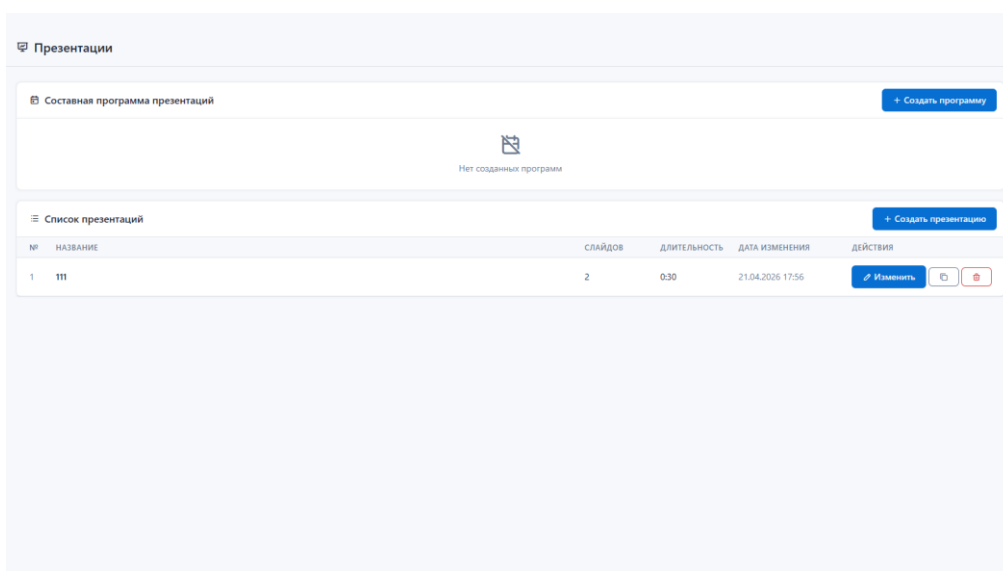 Презентации
Составная программа презентаций
+ Создать программу
Нет созданных программ
Список презентаций
+ Создать презентацию
№ НАЗВАНИЕ СЛАЙДОВ ДЛИТЕЛЬНОСТЬ ДАТА ИЗМЕНЕНИЯ ДЕЙСТВИЯ
1 111 2 0:30 21.04.2026 17:56 Изменить